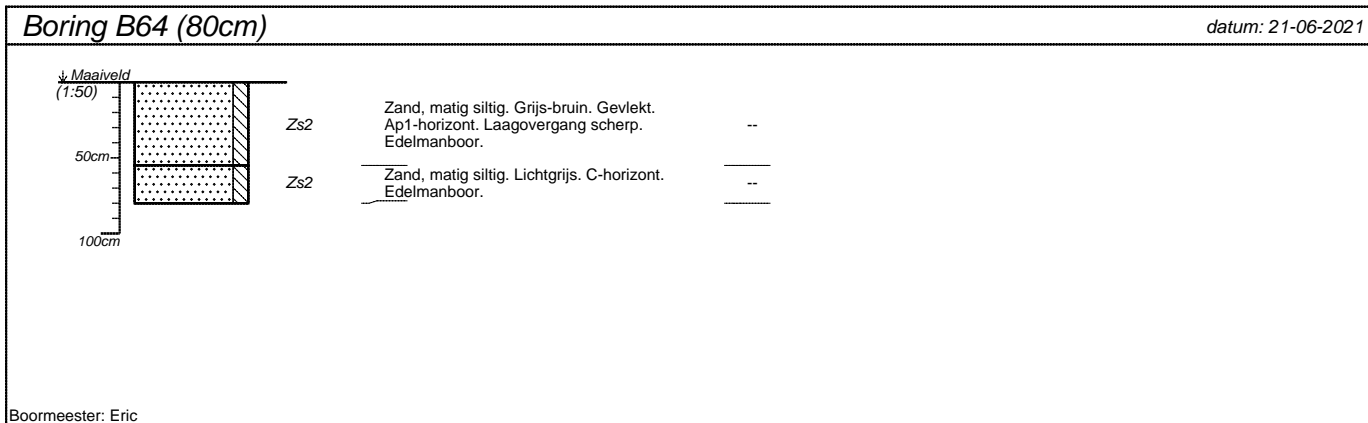 Boring B64 (80cm)
datum: 21-06-2021
Maaiveld
(1:50)
Zs2
Zand, matig siltig. Grijs-bruin. Gevlekt.
Ap1-horizont. Laagovergang scherp.
Edelmanboor.
--
50cm
Zs2
Zand, matig siltig. Lichtgrijs. C-horizont.
Edelmanboor.
--
100cm
Boormeester: Eric